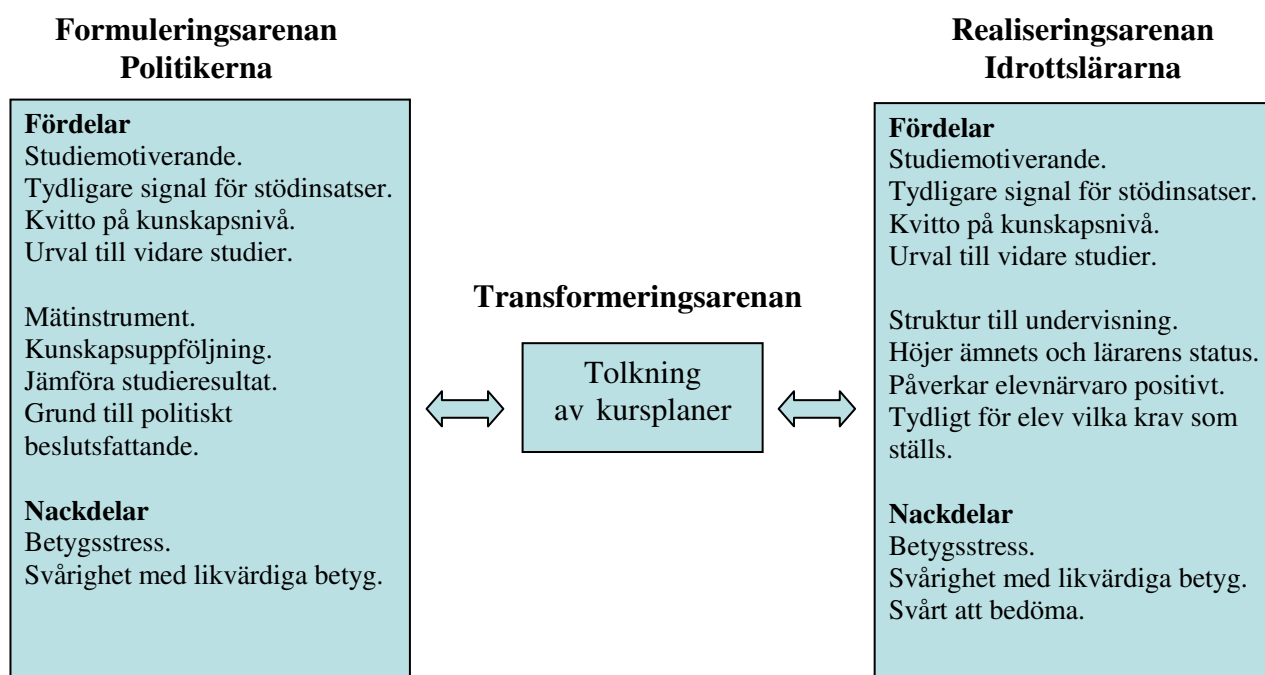 Formuleringsarenan
Politikerna
Fördelar
Studiemotiverande.
Tydligare signal för stödinsatser.
Kvitto på kunskapsnivå.
Urval till vidare studier.
Mätinstrument.
Kunskapsuppföljning.
Jämföra studieresultat.
Grund till politiskt
beslutsfattande.
Nackdelar
Betygsstress.
Svårighet med likvärdiga betyg.
Transformeringsarenan
Tolkning
av kursplaner
Realiseringsarenan
Idrottslärarna
Fördelar
Studiemotiverande.
Tydligare signal för stödinsatser.
Kvitto på kunskapsnivå.
Urval till vidare studier.
Struktur till undervisning.
Höjer ämnets och lärarens status.
Påverkar elevnärvaro positivt.
Tydligt för elev vilka krav som
ställs.
Nackdelar
Betygsstress.
Svårighet med likvärdiga betyg.
Svårt att bedöma.